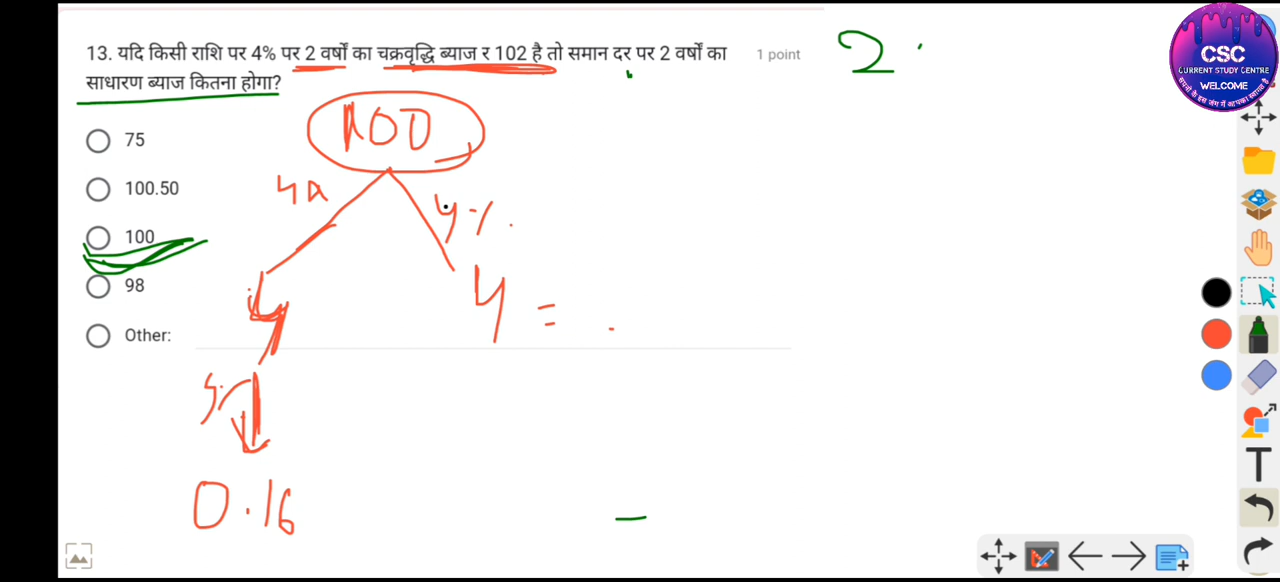 13. यदि किसी राशि पर 4% पर 2 वर्षों का चक्रवृद्धि ब्याज र 102 है तो समान दर पर 2 वर्षों का
साधारण ब्याज कितना होगा?
1 point
2
CSC
CURRENT STUDY CENTRE
WELCOME
100
75
100.50
4%
100
4 =
98
Other:
0.16
T